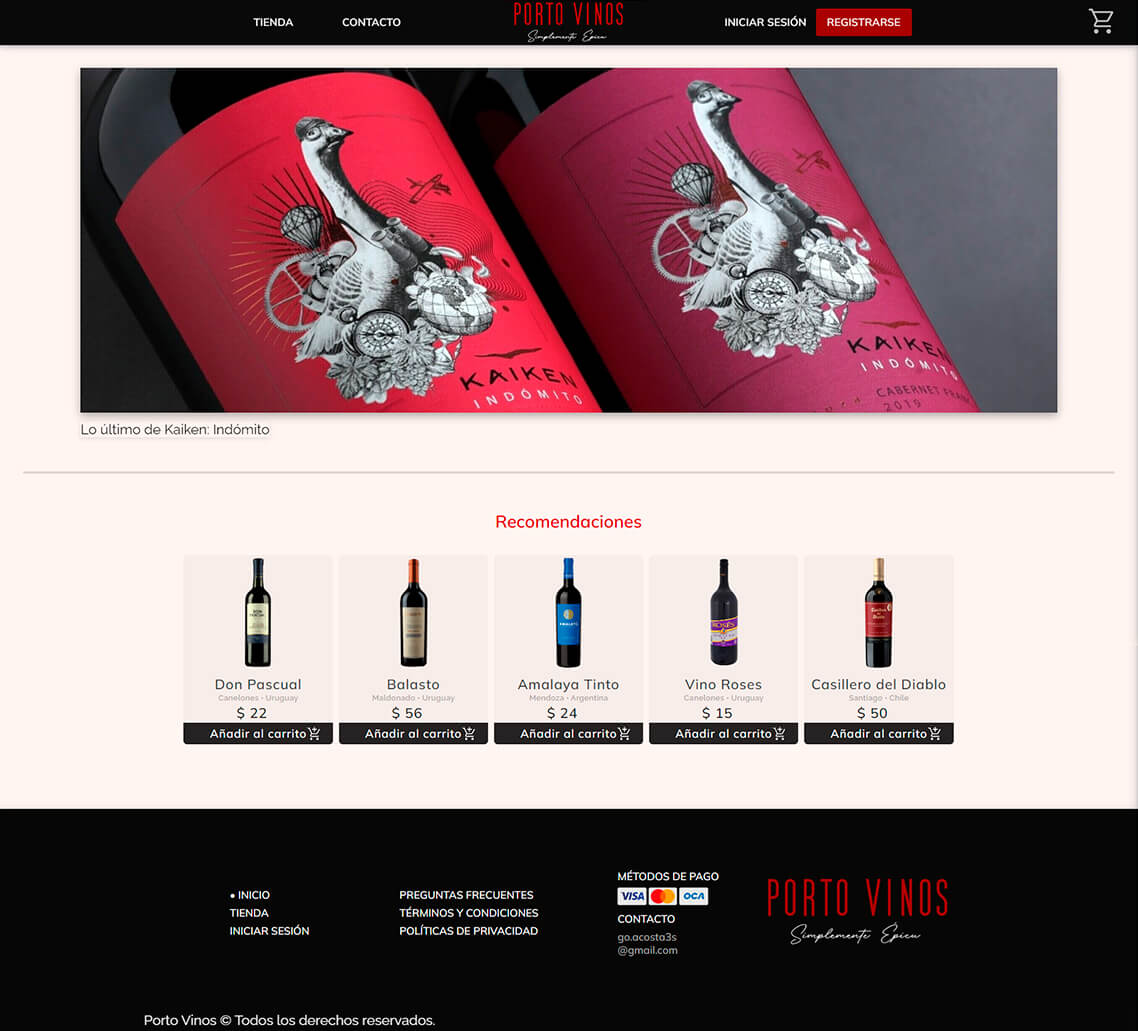 TIENDA
CONTACTO
PORTO VINOS
Simplemente Épicu
INICIAR SESIÓN
REGISTRARSE
KAIKEN
INDÓMITO
KAIKEN
INDÓMITO
CABERNET FRANC
2019
Lo último de Kaiken: Indómito
Recomendaciones
Don Pascual
Canelones • Uruguay
$ 22
Añadir al carrito
Balasto
Maldonado • Uruguay
$ 56
Añadir al carrito
AMALAYA
Amalaya Tinto
Mendoza • Argentina
$ 24
Añadir al carrito
ROSÉS
Vino Roses
Canelones • Uruguay
$ 15
Añadir al carrito
Casillero del Diablo
Santiago • Chile
$ 50
Añadir al carrito
• INICIO
TIENDA
INICIAR SESIÓN
PREGUNTAS FRECUENTES
TÉRMINOS Y CONDICIONES
POLÍTICAS DE PRIVACIDAD
MÉTODOS DE PAGO
VISA
OCA
CONTACTO
go.acosta3s
@gmail.com
PORTO VINOS
Simplemente Épicu
Porto Vinos © Todos los derechos reservados.